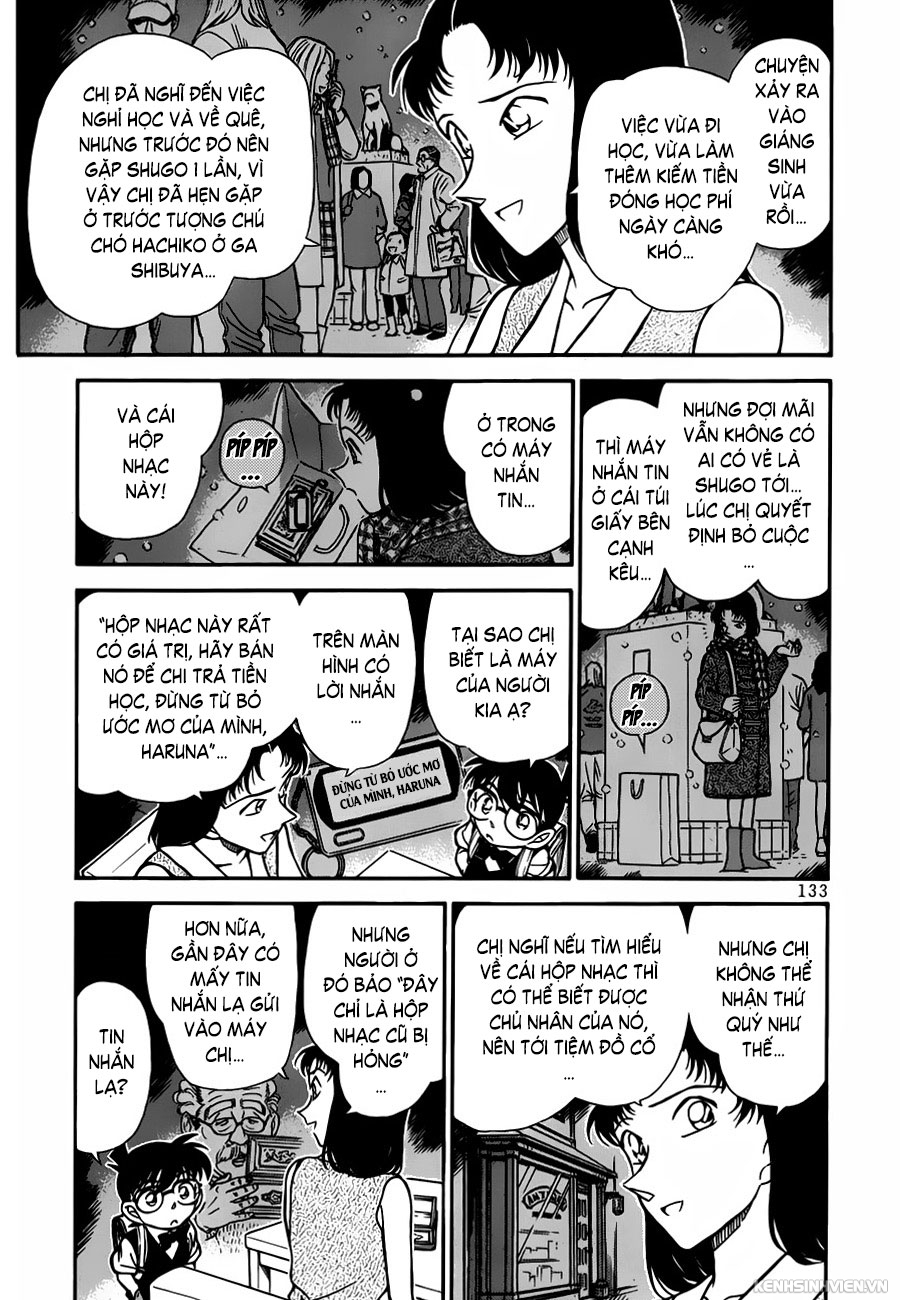 CHUYỆN
XẢY RA
VÀO
GIÁNG
SINH
VỪA
RỒI...
VIỆC VỪA ĐI
HỌC, VỪA LÀM
THÊM KIẾM TIỀN
ĐÓNG HỌC PHÍ
NGÀY CÀNG
KHÓ...
CHỊ ĐÃ NGHĨ ĐẾN VIỆC
NGHỈ HỌC VÀ VỀ QUÊ,
NHƯNG TRƯỚC ĐÓ NÊN
GẶP SHUGO 1 LẦN, VÌ
VẬY CHỊ ĐÃ HẸN GẶP
Ở TRƯỚC TƯỢNG CHÚ
CHÓ HACHIKO Ở GA
SHIBUYA...
NHƯNG ĐỢI MÃI
VẪN KHÔNG CÓ
AI CÓ VẺ LÀ
SHUGO TỚI...
LÚC CHỊ QUYẾT
ĐỊNH BỎ CUỘC
...
THÌ MÁY
NHẮN TIN
Ở CÁI TÚI
GIẤY BÊN
CẠNH
KÊU...
PÍP
PÍP...
Ở TRONG
CÓ MÁY
NHẮN
TIN...
PÍP PÍP
...
VÀ CÁI
HỘP
NHẠC
NÀY!
TẠI SAO CHỊ
BIẾT LÀ MÁY
CỦA NGƯỜI
KIA Ạ?
TRÊN MÀN
HÌNH CÓ
LỜI NHẮN
...
ĐỪNG TỪ BỎ ƯỚC MƠ
CỦA MÌNH, HARUNA
"HỘP NHẠC NÀY RẤT
CÓ GIÁ TRỊ, HÃY BÁN
NÓ ĐỂ CHI TRẢ TIỀN
HỌC, ĐỪNG TỪ BỎ
ƯỚC MƠ CỦA MÌNH,
HARUNA"...
133
NHƯNG CHỊ
KHÔNG THỂ
NHẬN THỨ
QUÝ NHƯ
THẾ...
CHỊ NGHĨ NẾU TÌM HIỂU
VỀ CÁI HỘP NHẠC THÌ
CÓ THỂ BIẾT ĐƯỢC
CHỦ NHÂN CỦA NÓ,
NÊN TỚI TIỆM ĐỒ CỔ
...
NHƯNG
NGƯỜI Ở
ĐÓ BẢO "ĐÂY
CHỈ LÀ HỘP
NHẠC CŨ BỊ
HỎNG"
...
HƠN NỮA,
GẦN ĐÂY CÓ
MẤY TIN
NHẮN LẠ GỬI
VÀO MÁY
CHỊ...
TIN
NHẮN
LẠ?
KENHSINHVIEN.VN